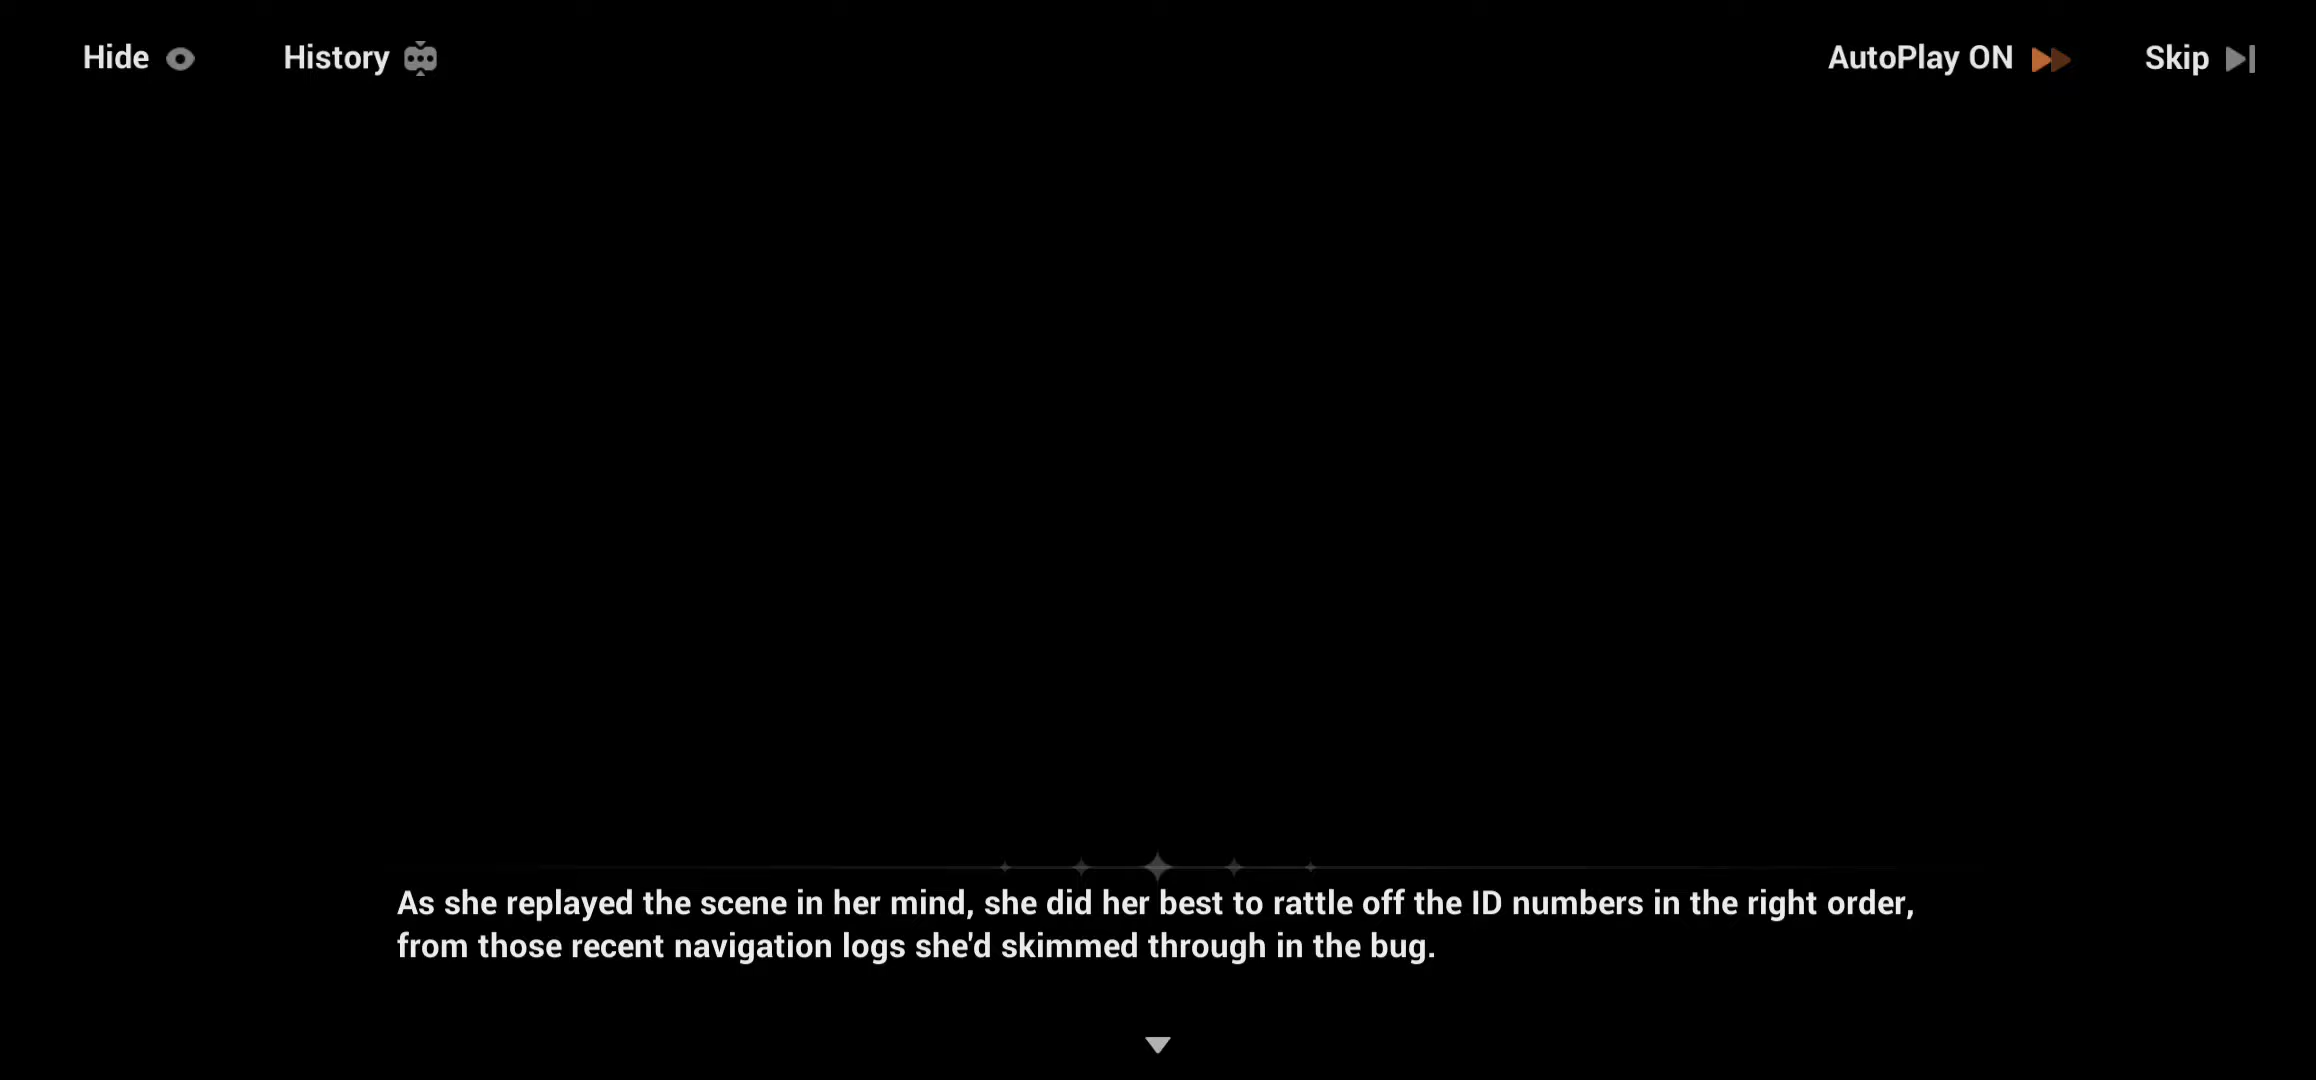 Hide
History
AutoPlay ON
Skip
As she replayed the scene in her mind, she did her best to rattle off the ID numbers in the right order,
from those recent navigation logs she'd skimmed through in the bug.